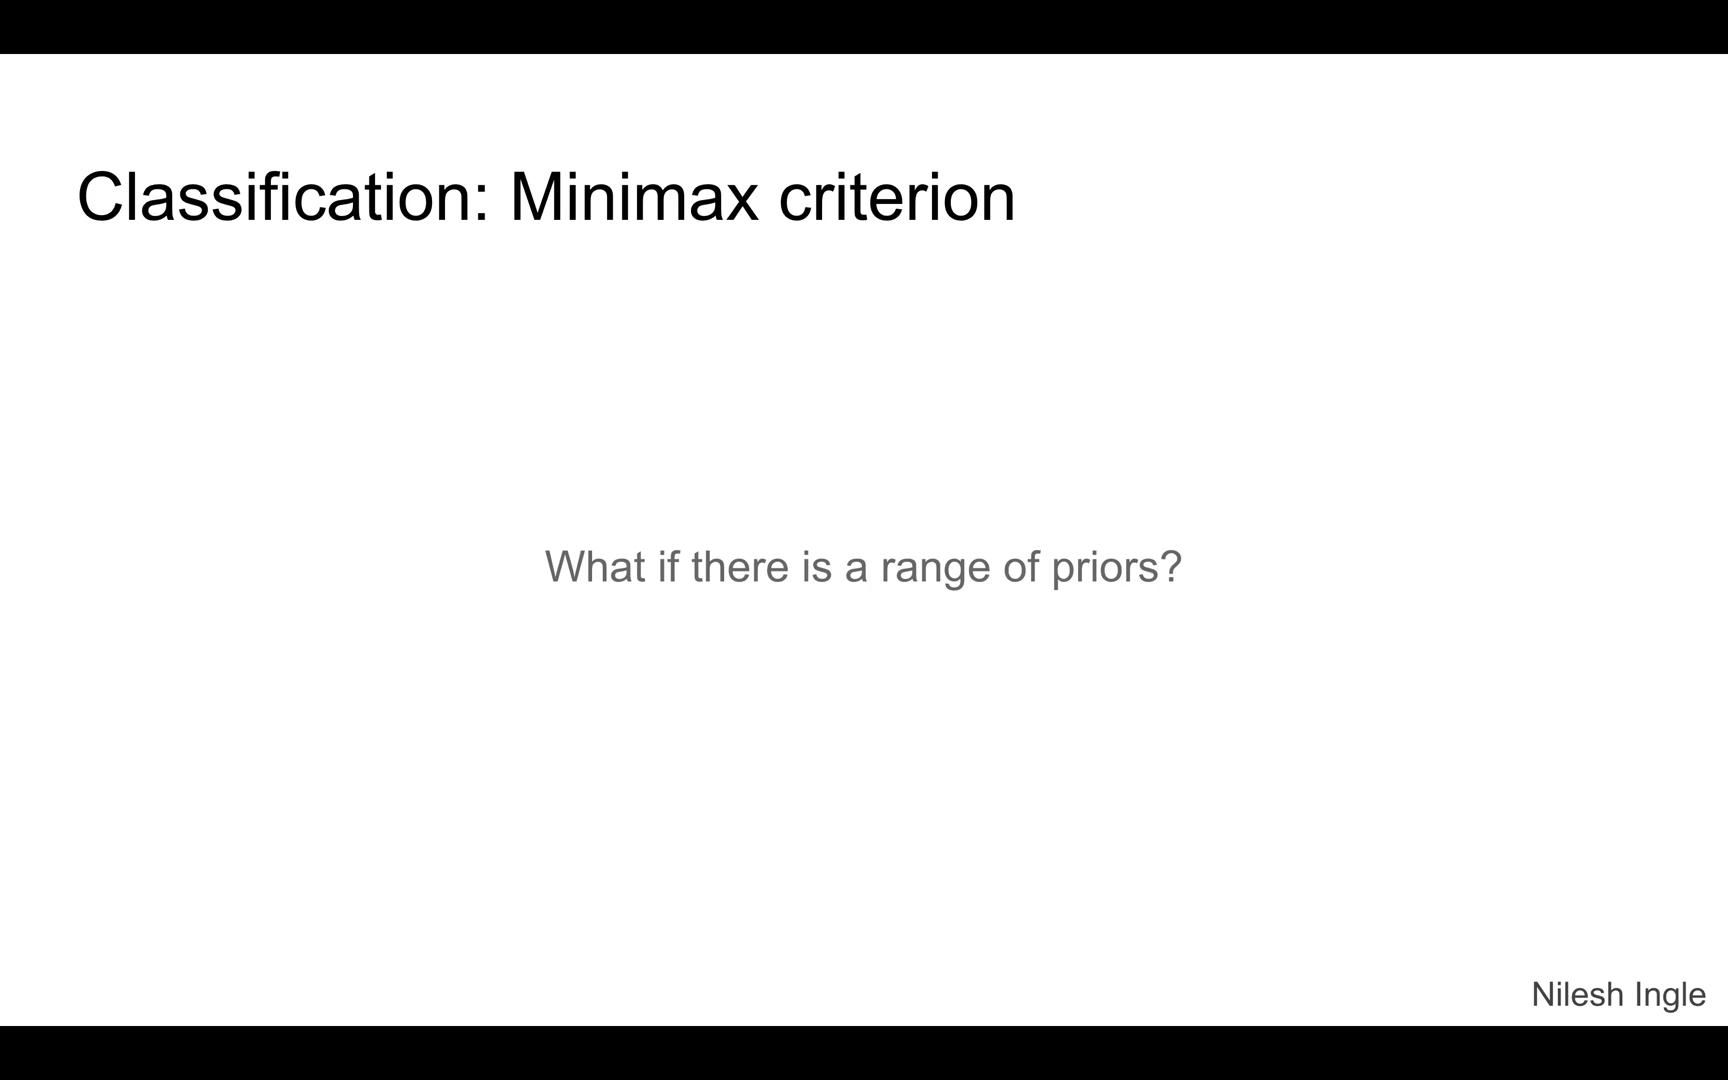 Classification: Minimax criterion
What if there is a range of priors?
Nilesh Ingle